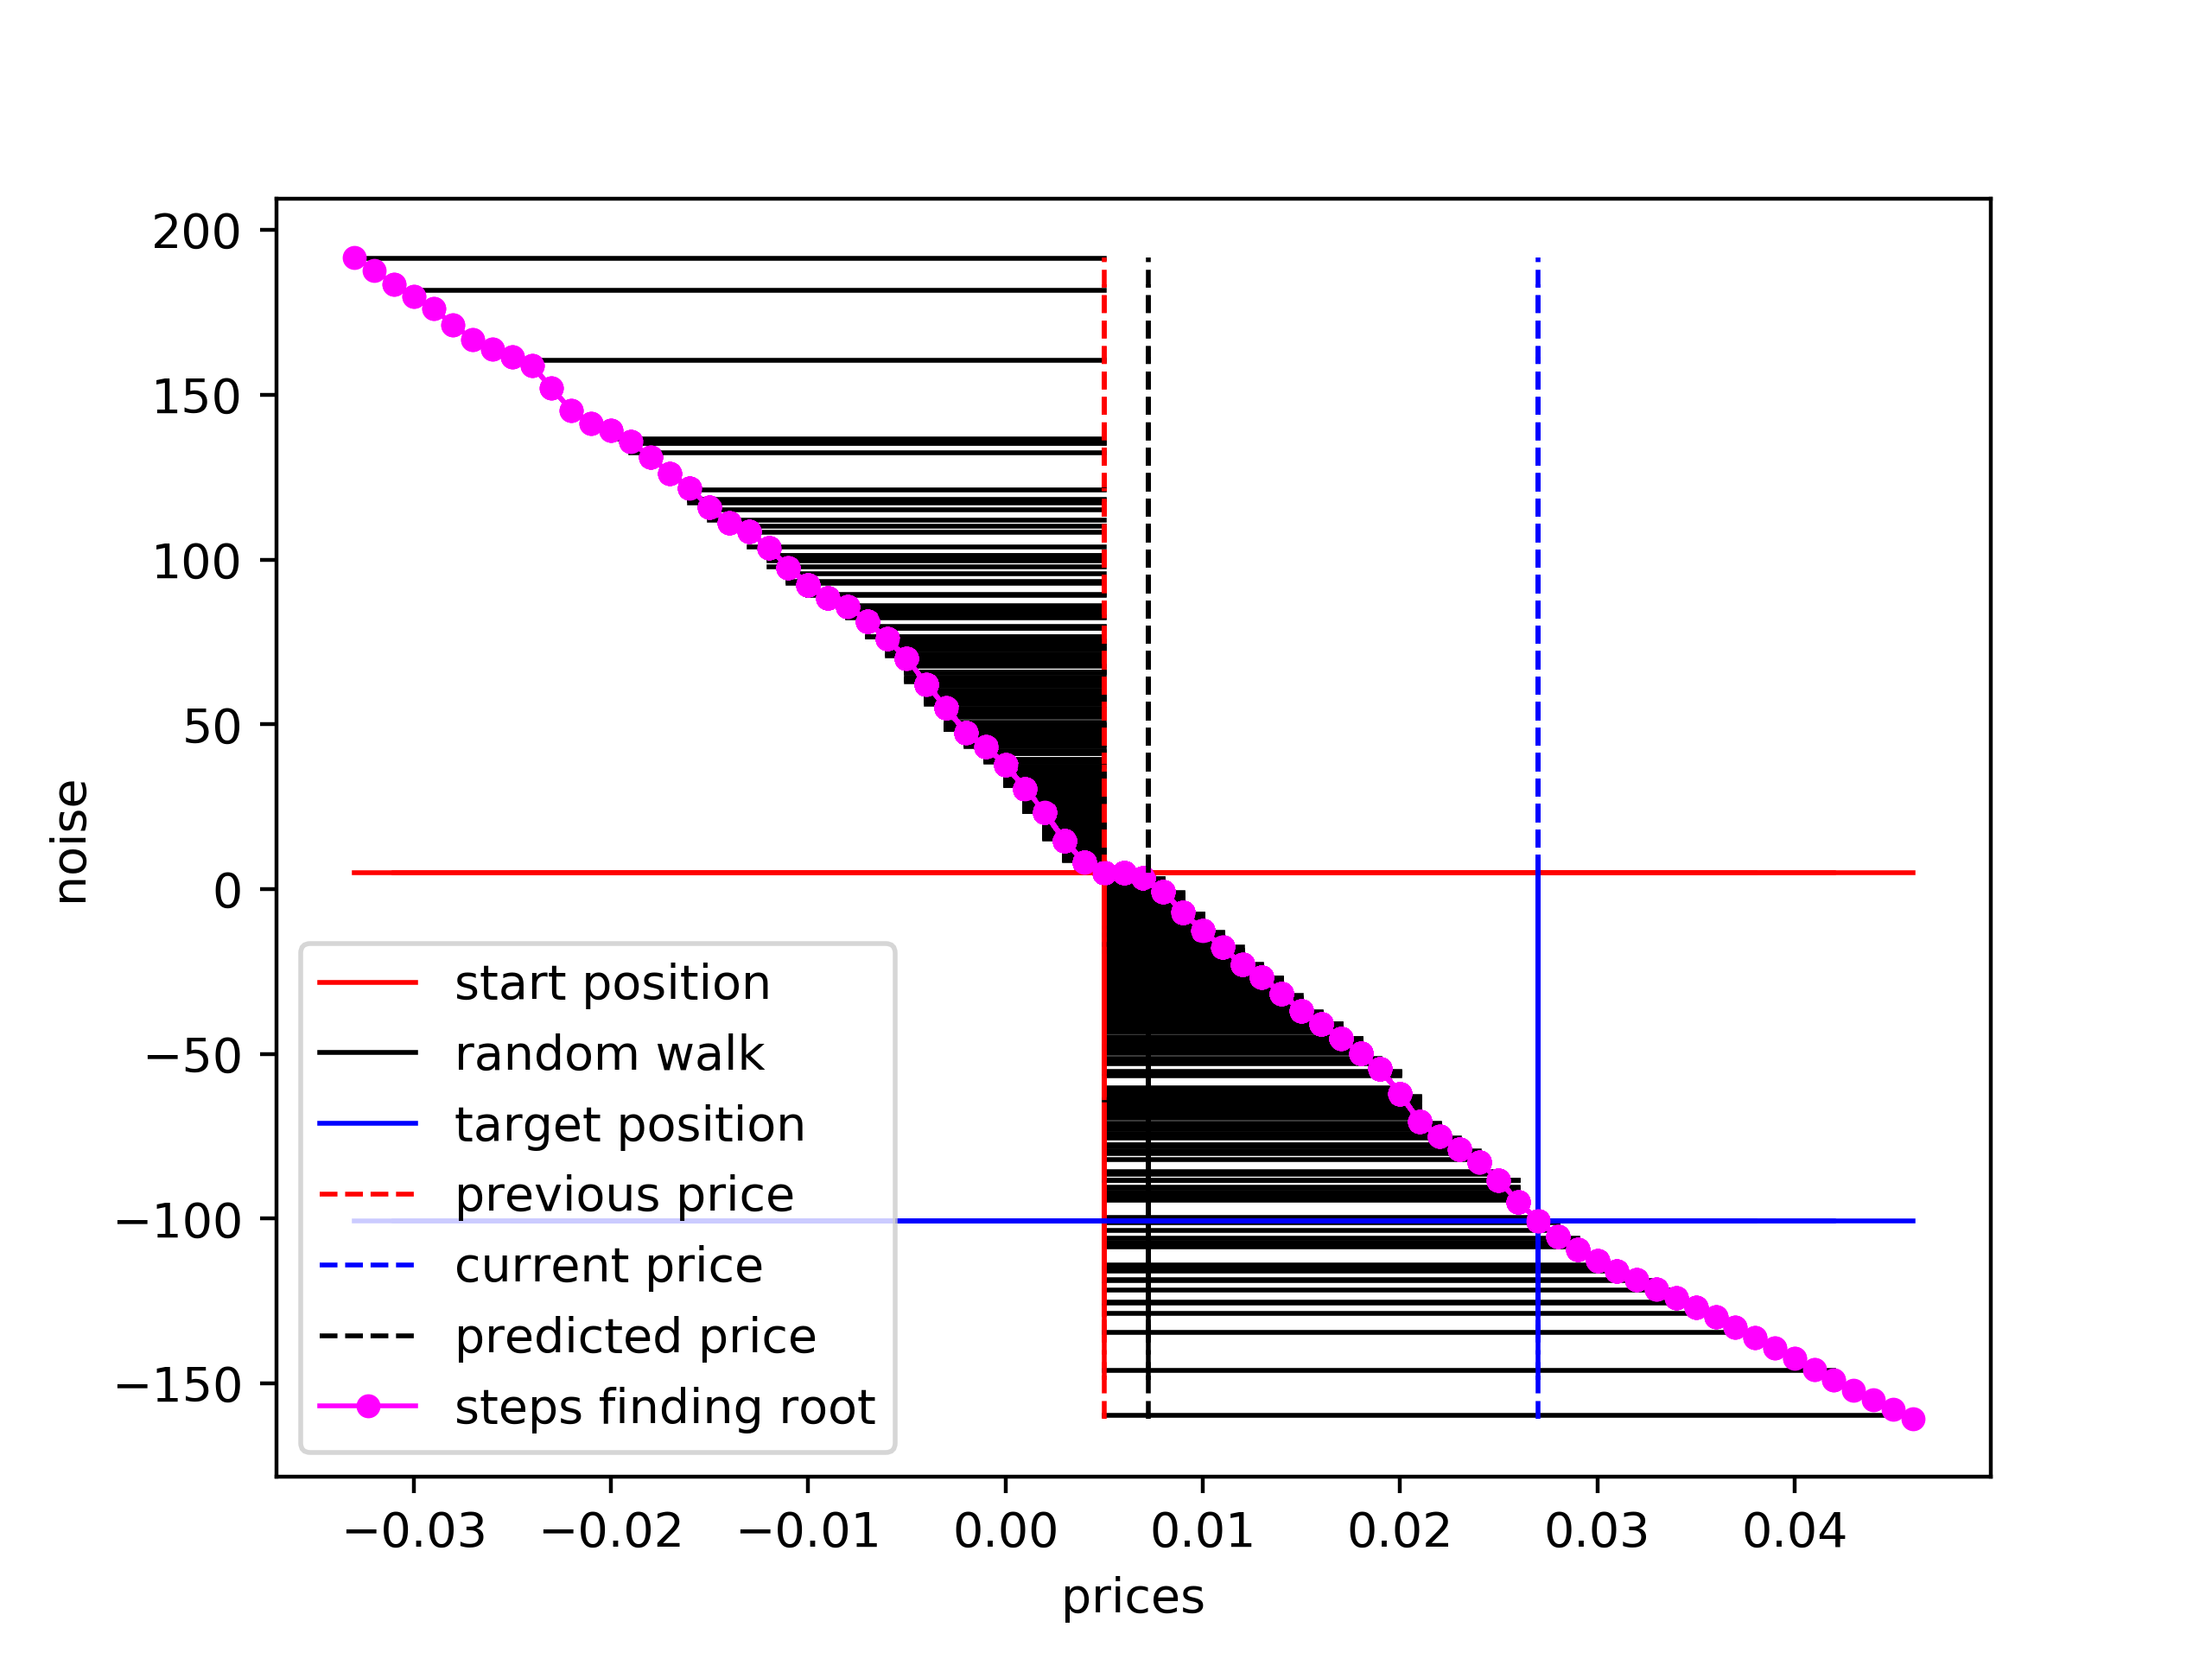 200
150
100
50
0
−50
−100
−150
noise
start position
random walk
target position
previous price
current price
predicted price
steps finding root
−0.03 −0.02 −0.01 0.00 0.01 0.02 0.03 0.04
prices